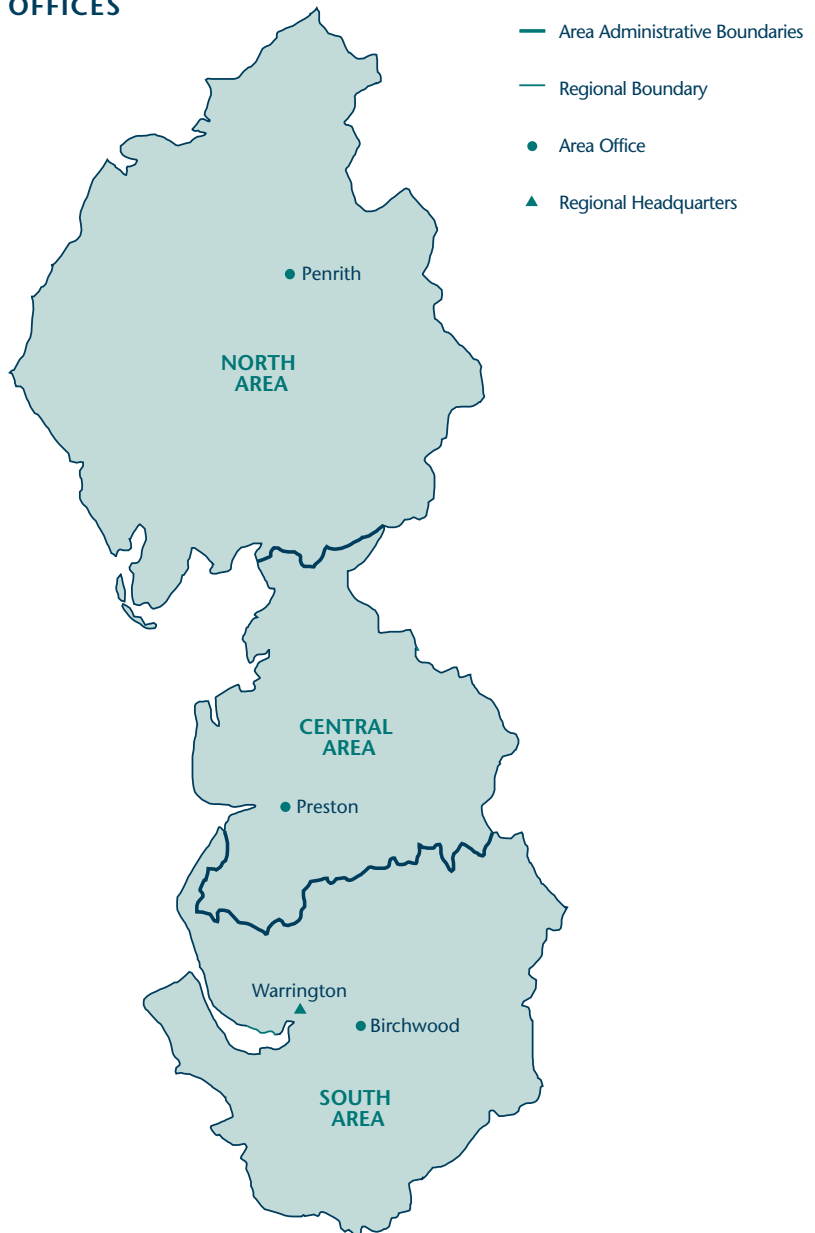 OFFICES
Area Administrative Boundaries
Regional Boundary
Area Office
Regional Headquarters
Penrith
NORTH
AREA
CENTRAL
AREA
Preston
Warrington
Birchwood
SOUTH
AREA